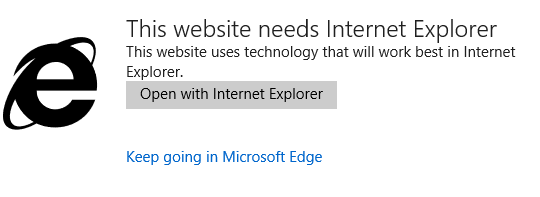 This website needs Internet Explorer
This website uses technology that will work best in Internet
Explorer.
Open with Internet Explorer
Keep going in Microsoft Edge